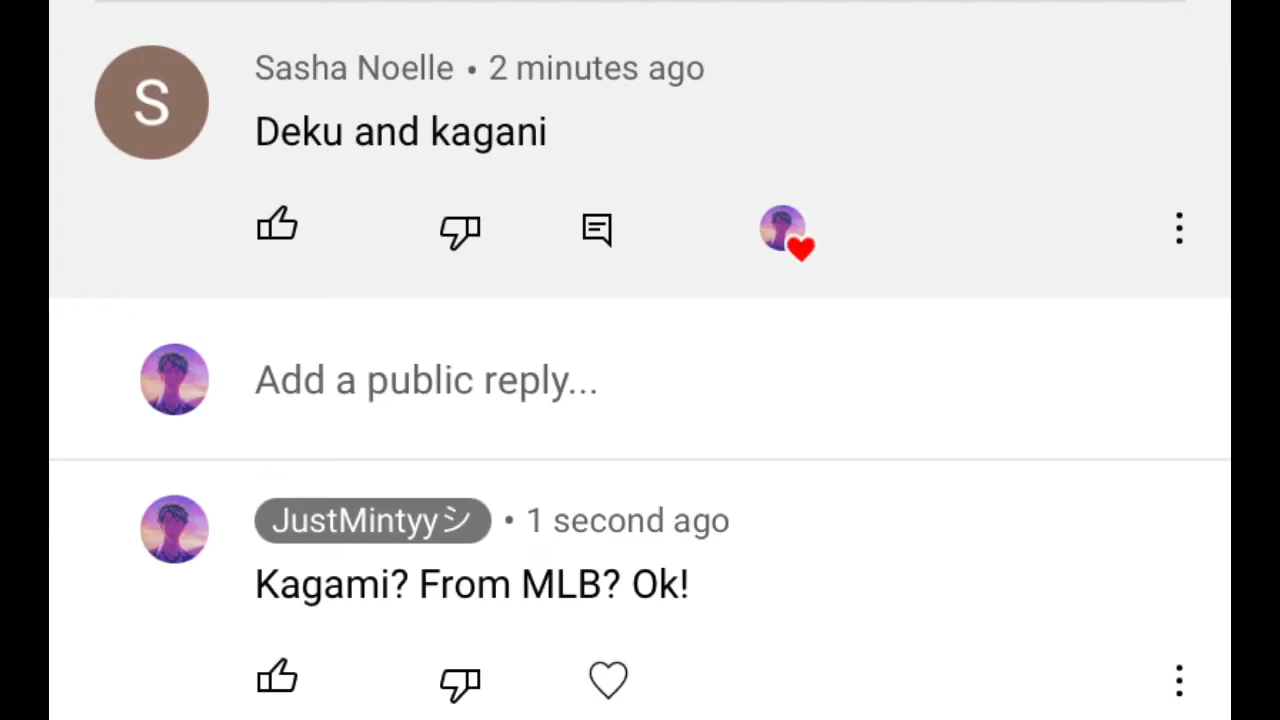 S
Sasha Noelle • 2 minutes ago
Deku and kagani
Add a public reply...
JustMintyyシ • 1 second ago
Kagami? From MLB? Ok!